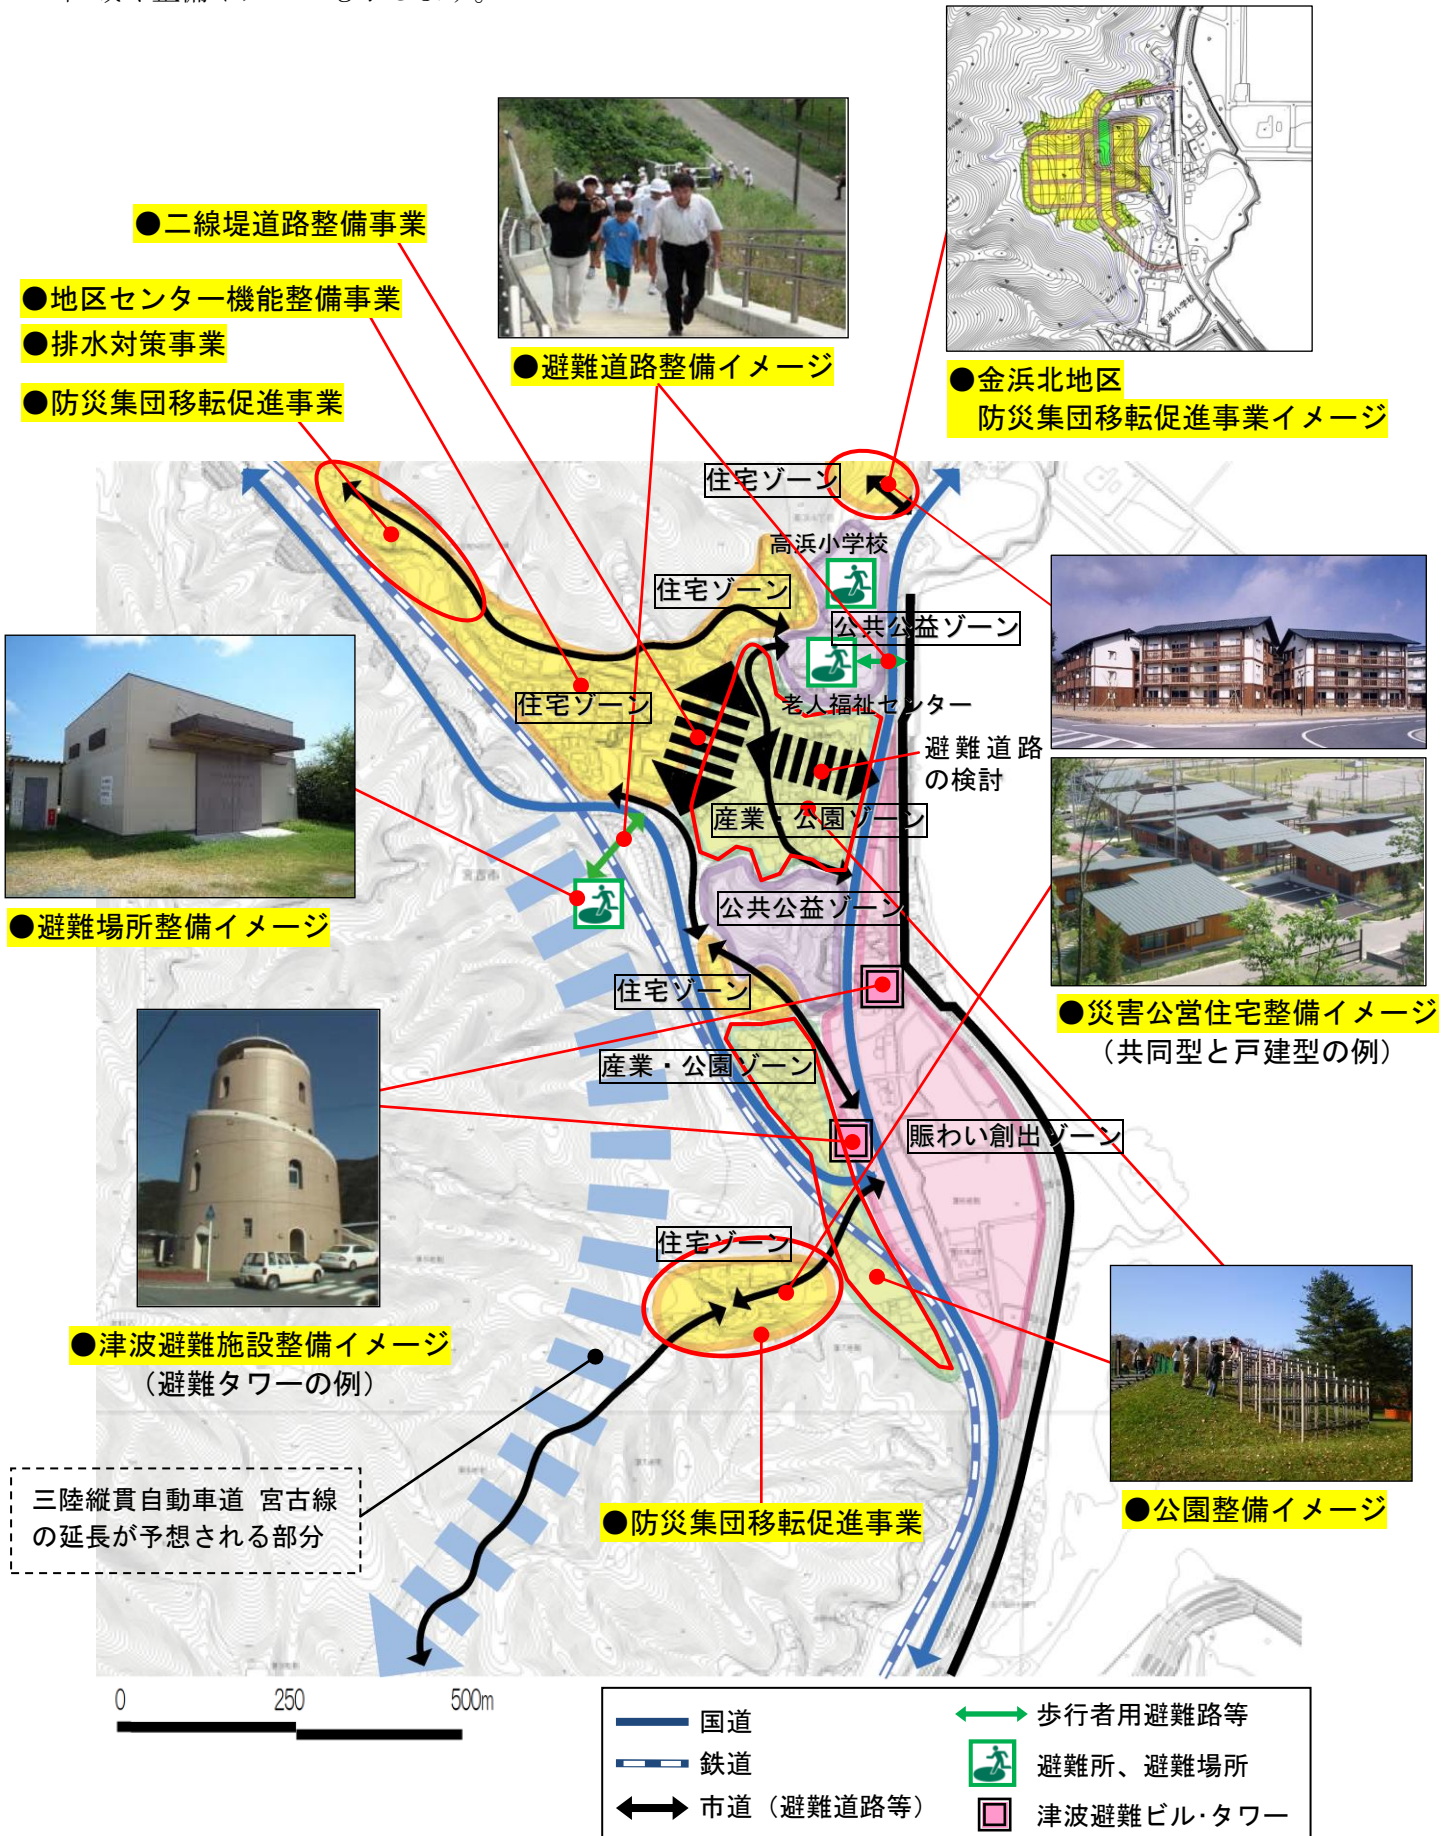 ●二線堤道路整備事業
●地区センター機能整備事業
●排水対策事業
●防災集団移転促進事業
●避難道路整備イメージ
高浜小学校
●金浜北地区
防災集団移転促進事業イメージ
住宅ゾーン
高浜小学校
住宅ゾーン
公共公益ゾーン
住宅ゾーン
老人福祉センター
避難道路
の検討
産業・公園ゾーン
宮古市
公共公益ゾーン
●避難場所整備イメージ
住宅ゾーン
●災害公営住宅整備イメージ
（共同型と戸建型の例）
産業・公園ゾーン
賑わい創出ゾーン
住宅ゾーン
●津波避難施設整備イメージ
（避難タワーの例）
三陸縦貫自動車道 宮古線
の延長が予想される部分
●防災集団移転促進事業
●公園整備イメージ
0 250 500m
国道
鉄道
市道（避難道路等）
歩行者用避難路等
避難所、避難場所
津波避難ビル･タワー